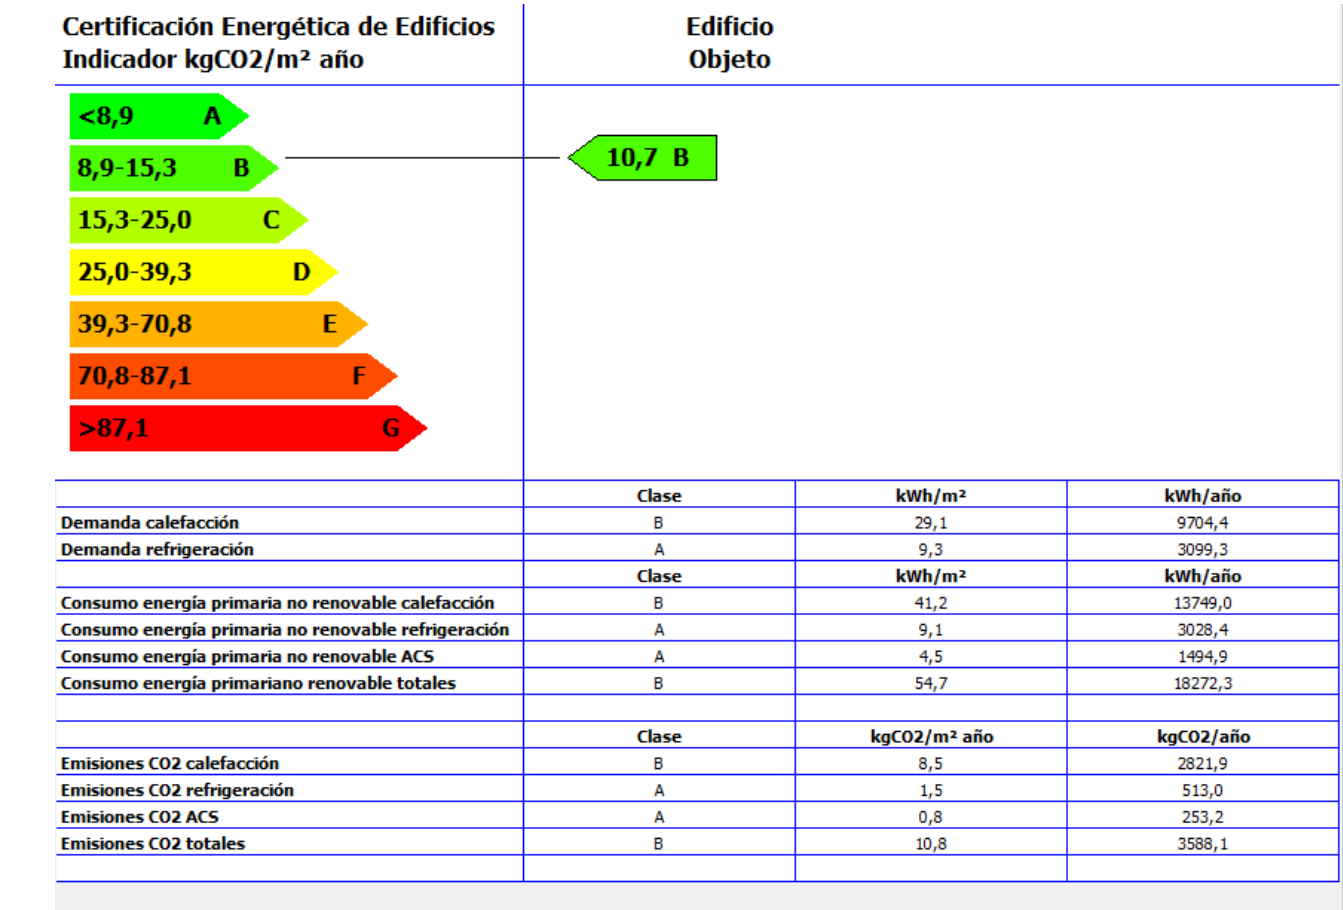 Certificación Energética de Edificios
Indicador kgCO2/m² año
Edificio
Objeto
<8,9 A
8,9-15,3 B
10,7 B
15,3-25,0 C
25,0-39,3 D
39,3-70,8 E
70,8-87,1 F
>87,1 G
Clase kWh/m² kWh/año
Demanda calefacción B 29,1 9704,4
Demanda refrigeración A 9,3 3099,3
Clase kWh/m² kWh/año
Consumo energía primaria no renovable calefacción B 41,2 13749,0
Consumo energía primaria no renovable refrigeración A 9,1 3028,4
Consumo energía primaria no renovable ACS A 4,5 1494,9
Consumo energía primariano renovable totales B 54,7 18272,3
Clase kgCO2/m² año kgCO2/año
Emisiones CO2 calefacción B 8,5 2821,9
Emisiones CO2 refrigeración A 1,5 513,0
Emisiones CO2 ACS A 0,8 253,2
Emisiones CO2 totales B 10,8 3588,1